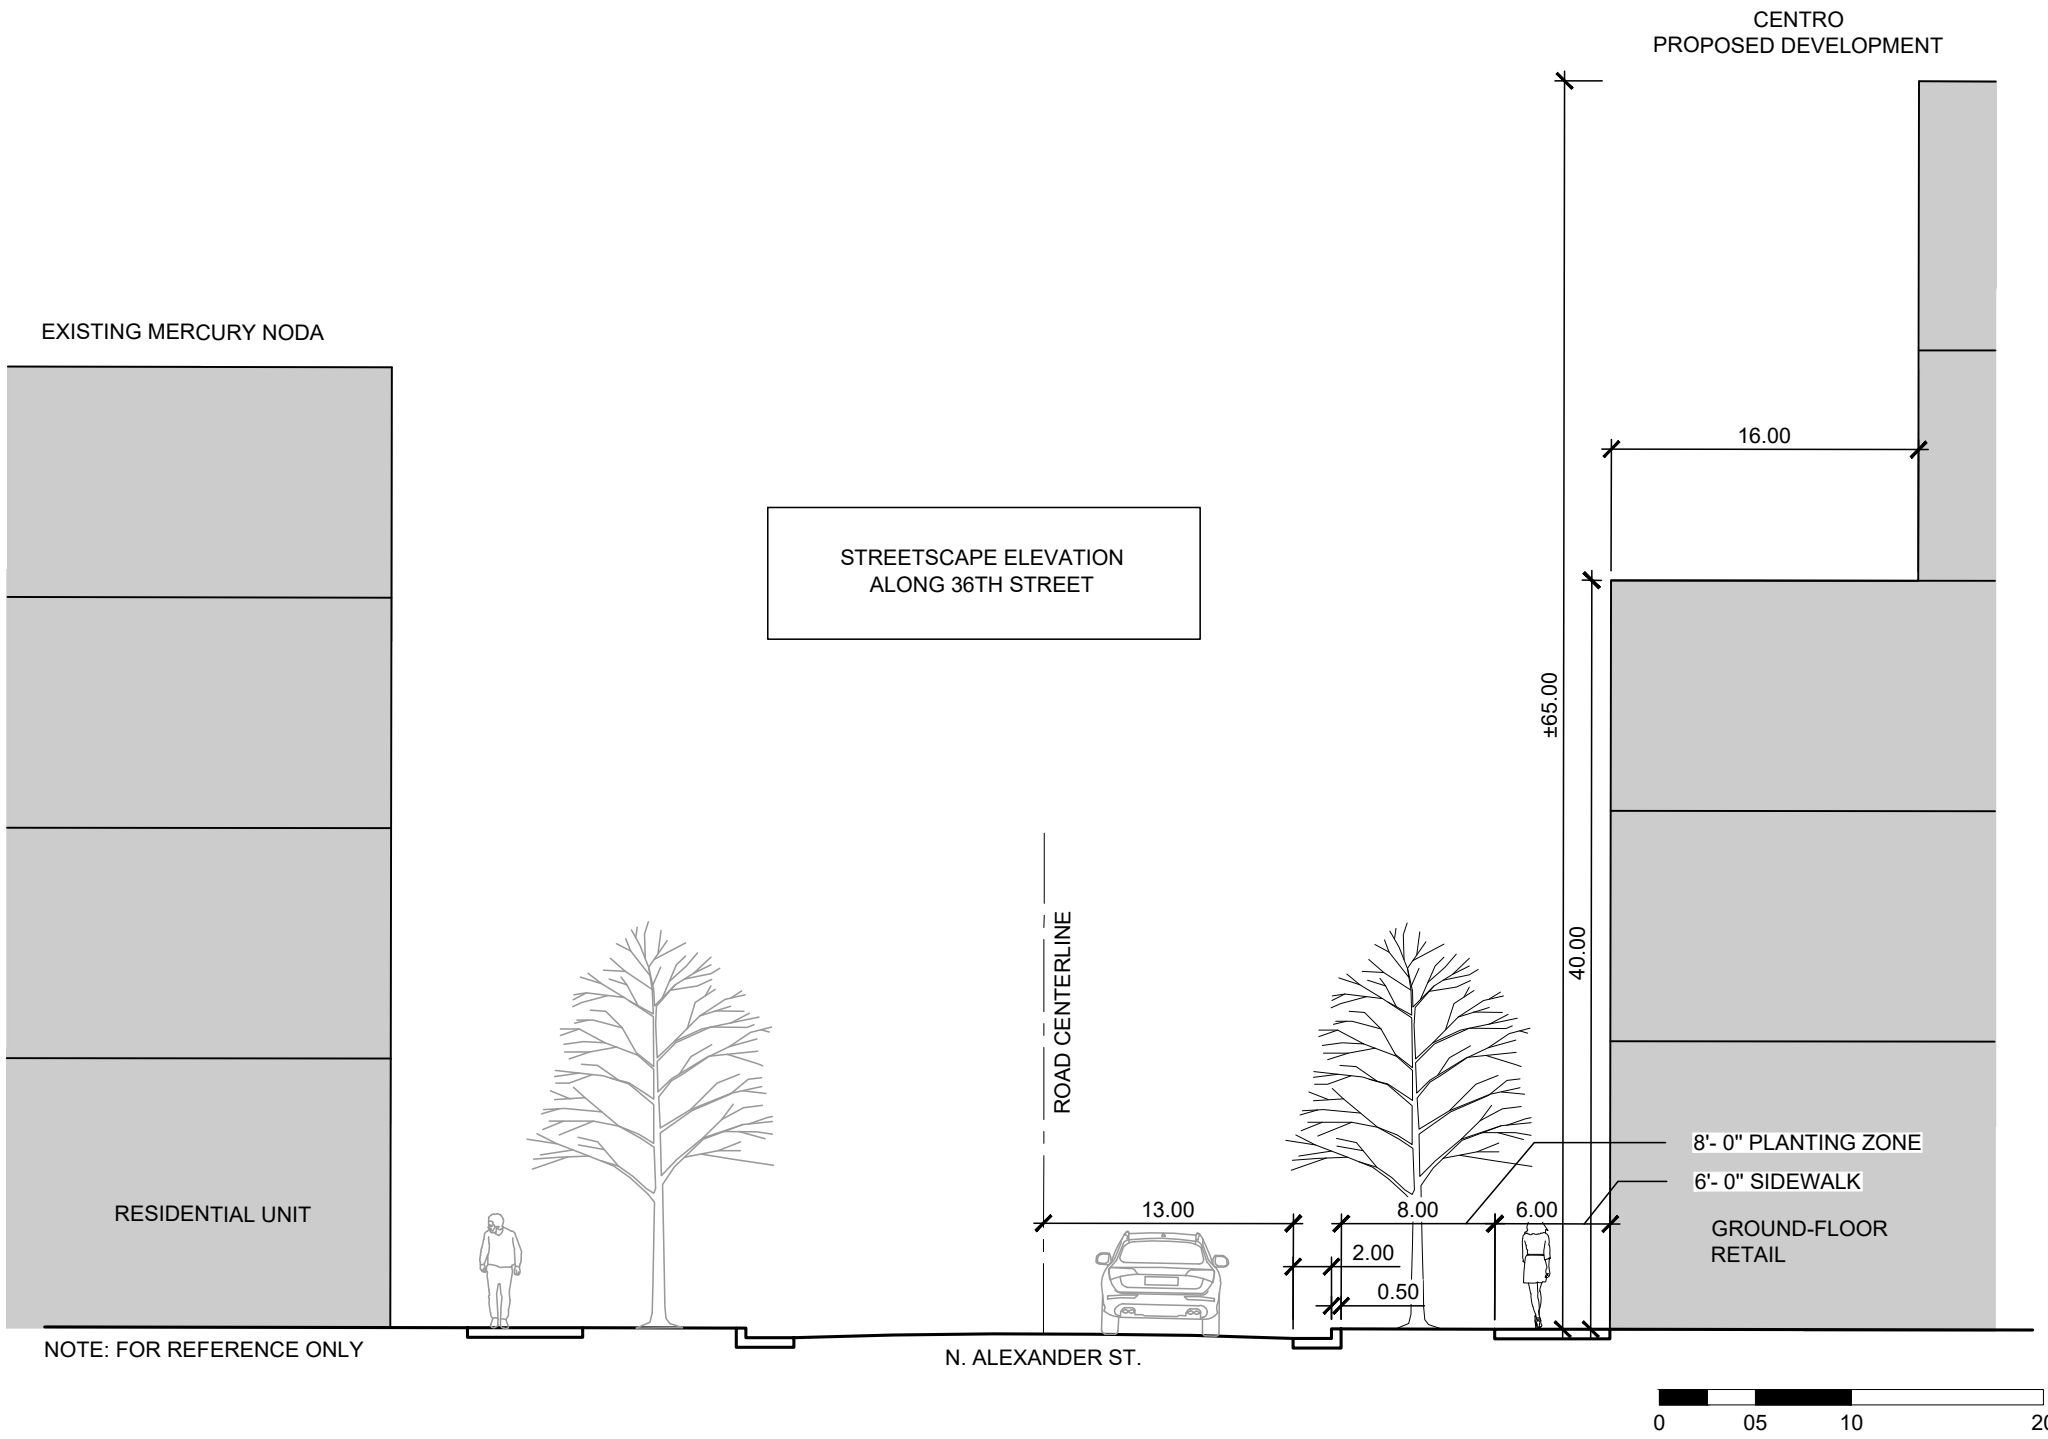 CENTRO
PROPOSED DEVELOPMENT
EXISTING MERCURY NODA
16.00
STREETSCAPE ELEVATION
ALONG 36TH STREET
±65.00
40.00
ROAD CENTERLINE
8'- 0" PLANTING ZONE
6'- 0" SIDEWALK
RESIDENTIAL UNIT
13.00
8.00
6.00
GROUND-FLOOR
RETAIL
2.00
0.50
NOTE: FOR REFERENCE ONLY
N. ALEXANDER ST.
0 05 10 20